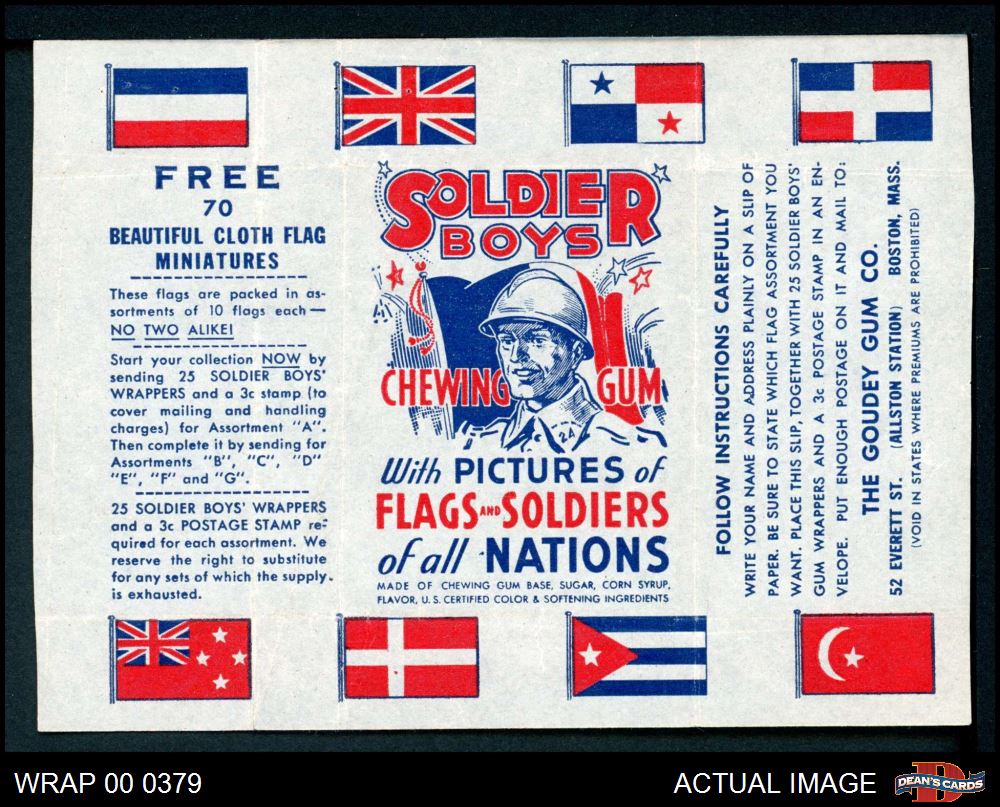 FREE
70
BEAUTIFUL CLOTH FLAG
MINIATURES
These flags are packed in as-
sortments of 10 flags each—
NO TWO ALIKE!
Start your collection NOW by
sending 25 SOLDIER BOYS'
WRAPPERS and a 3c stamp (to
cover mailing and handling
charges) for Assortment "A".
Then complete it by sending for
Assortments "B", "C", "D"
"E", "F" and "G".
25 SOLDIER BOYS' WRAPPERS
and a 3c POSTAGE STAMP re-
quired for each assortment. We
reserve the right to substitute
for any sets of which the supply
is exhausted.
SOLDIER
BOYS
CHEWING GUM
24
With PICTURES of
FLAGS AND SOLDIERS
of all NATIONS
MADE OF CHEWING GUM BASE, SUGAR, CORN SYRUP,
FLAVOR, U.S. CERTIFIED COLOR & SOFTENING INGREDIENTS
FOLLOW INSTRUCTIONS CAREFULLY
WRITE YOUR NAME AND ADDRESS PLAINLY ON A SLIP OF
PAPER. BE SURE TO STATE WHICH FLAG ASSORTMENT YOU
WANT. PLACE THIS SLIP, TOGETHER WITH 25 SOLDIER BOYS'
GUM WRAPPERS AND A 3c POSTAGE STAMP IN AN EN-
VELOPE. PUT ENOUGH POSTAGE ON IT AND MAIL TO:
THE GOUDEY GUM CO.
52 EVERETT ST. (ALLSTON STATION) BOSTON, MASS.
(VOID IN STATES WHERE PREMIUMS ARE PROHIBITED)
WRAP 00 0379
ACTUAL IMAGE
D
DEAN'S CARDS